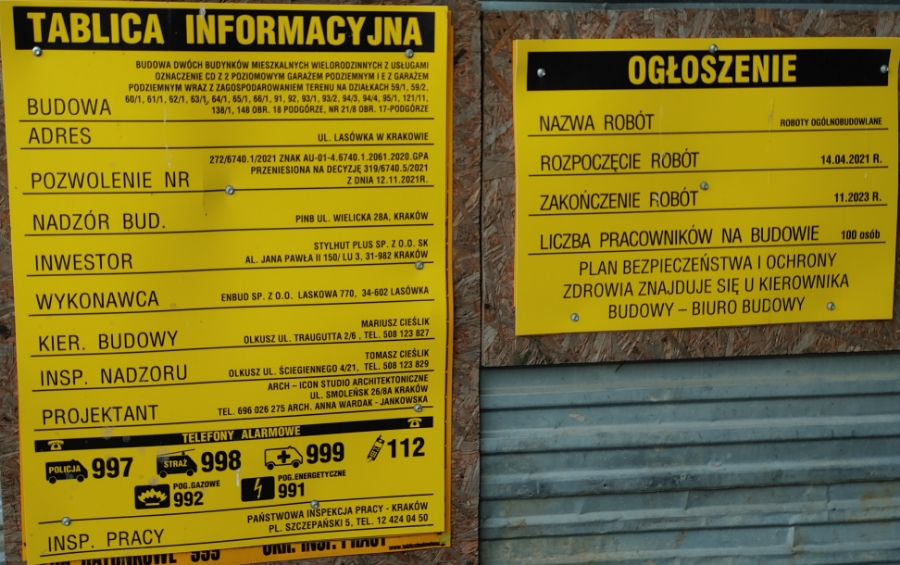 TABLICA INFORMACYJNA
BUDOWA
BUDOWA DWÓCH BUDYNKÓW MIESZKALNYCH WIELORODZINNYCH Z USŁUGAMI
OZNACZENIE CD Z 2 POZIOMOWYM GARAŻEM PODZIEMNYM I E Z GARAŻEM
PODZIEMNYM WRAZ Z ZAGOSPODAROWANIEM TERENU NA DZIAŁKACH 59/1, 59/2,
60/1, 61/1, 62/1, 63/1, 64/1, 65/1, 66/1, 91, 92, 93/1, 93/2, 94/3, 94/4, 95/1, 121/11,
138/1, 148 OBR. 18 PODGÓRZE, NR 21/8 OBR. 17-PODGÓRZE
ADRES
UL. LASÓWKA W KRAKOWIE
POZWOLENIE NR
272/6740.1/2021 ZNAK AU-01-4.6740.1.2061.2020.GPA
PRZENIESIONA NA DECYZJĘ 319/6740.5/2021
Z DNIA 12.11.2021R.
NADZÓR BUD.
PINB UL. WIELICKA 28A, KRAKÓW
INWESTOR
STYLHUT PLUS SP. Z O.O. SK
AL. JANA PAWŁA II 150/ LU 3, 31-982 KRAKÓW
WYKONAWCA
ENBUD SP. Z O.O. LASKOWA 770, 34-602 LASÓWKA
KIER. BUDOWY
MARIUSZ CIEŚLIK
OLKUSZ UL. TRAUGUTTA 2/6 , TEL. 508 123 827
INSP. NADZORU
TOMASZ CIEŚLIK
OLKUSZ UL. ŚCIEGIENNEGO 4/21, TEL. 508 123 829
PROJEKTANT
ARCH – ICON STUDIO ARCHITEKTONICZNE
UL. SMOLEŃSK 26/8A KRAKÓW
TEL. 696 026 275 ARCH. ANNA WARDAK - JANKOWSKA
TELEFONY ALARMOWE
POLICJA 997
STRAŻ 998
999
112
POG.GAZOWE
992
POG.ENERGETYCZNE
991
INSP. PRACY
PAŃSTWOWA INSPEKCJA PRACY - KRAKÓW
PL. SZCZEPAŃSKI 5, TEL. 12 424 04 50
RATUNKOWE 999 OKR. INSP. PRACY
OGŁOSZENIE
NAZWA ROBÓT ROBOTY OGÓLNOBUDOWLANE
ROZPOCZĘCIE ROBÓT 14.04.2021 R.
ZAKOŃCZENIE ROBÓT 11.2023 R.
LICZBA PRACOWNIKÓW NA BUDOWIE 100 osób
PLAN BEZPIECZEŃSTWA I OCHRONY
ZDROWIA ZNAJDUJE SIĘ U KIEROWNIKA
BUDOWY – BIURO BUDOWY